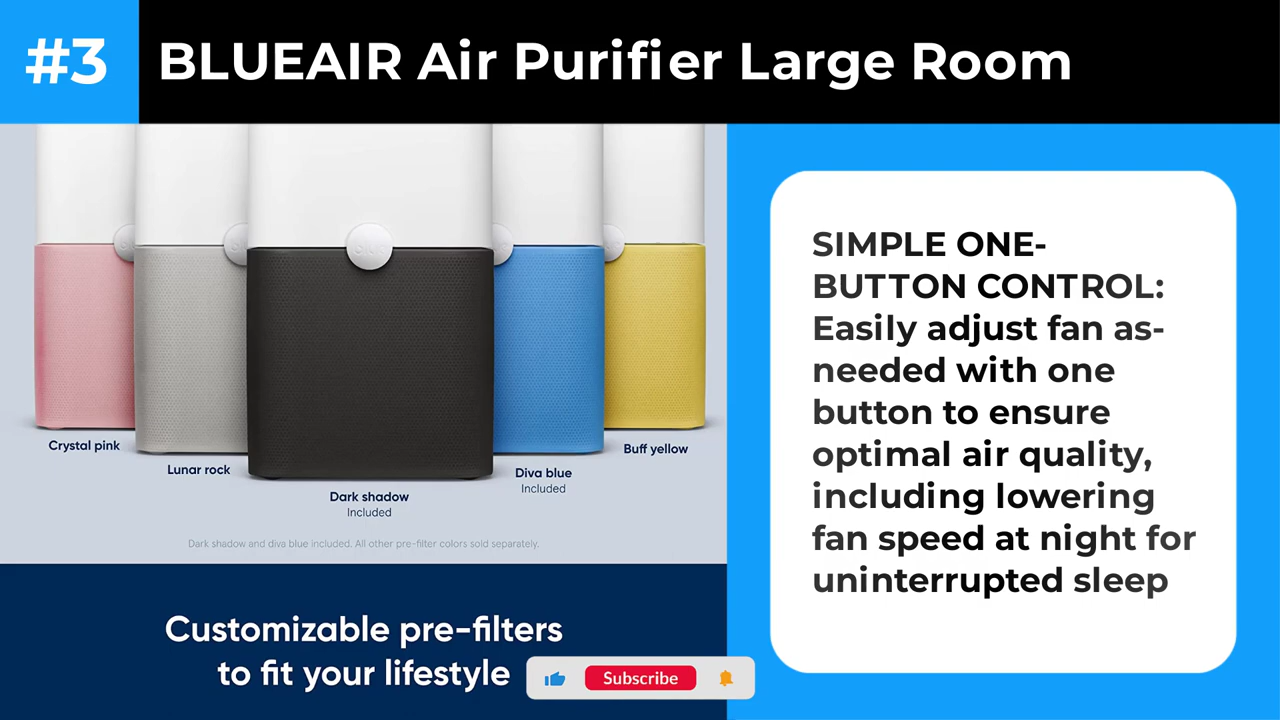 #3
BLUEAIR Air Purifier Large Room
Crystal pink
Lunar rock
Dark shadow
Included
Diva blue
Included
Buff yellow
Dark shadow and diva blue included. All other pre-filter colors sold separately.
Customizable pre-filters
to fit your lifestyle
Subscribe
SIMPLE ONE-
BUTTON CONTROL:
Easily adjust fan as-
needed with one
button to ensure
optimal air quality,
including lowering
fan speed at night for
uninterrupted sleep